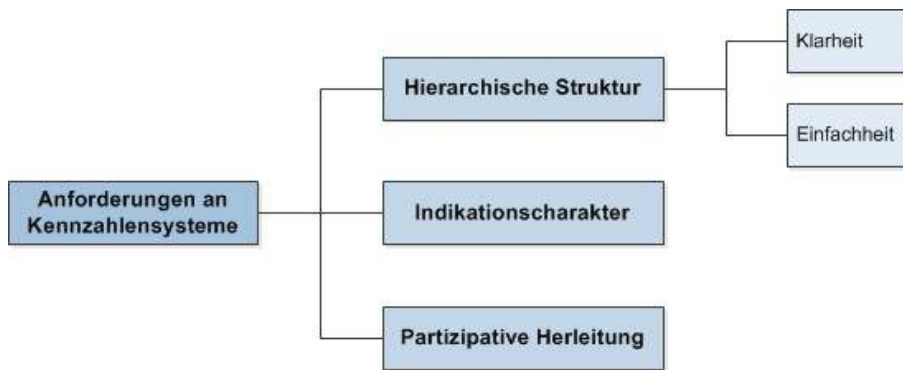 Klarheit
Hierarchische Struktur
Einfachheit
Anforderungen an
Kennzahlensysteme
Indikationscharakter
Partizipative Herleitung